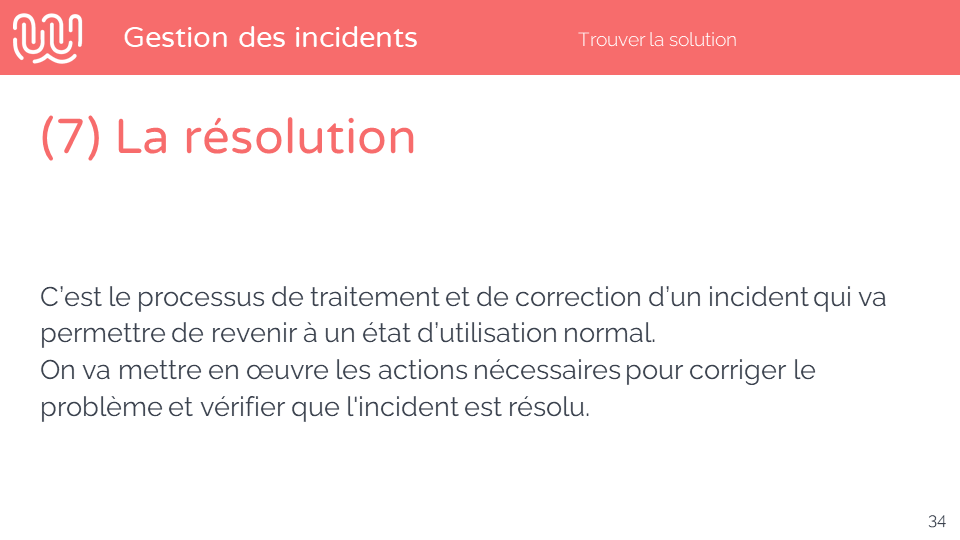 Gestion des incidents
Trouver la solution
(7) La résolution
C’est le processus de traitement et de correction d’un incident qui va
permettre de revenir à un état d’utilisation normal.
On va mettre en œuvre les actions nécessaires pour corriger le
problème et vérifier que l'incident est résolu.
34